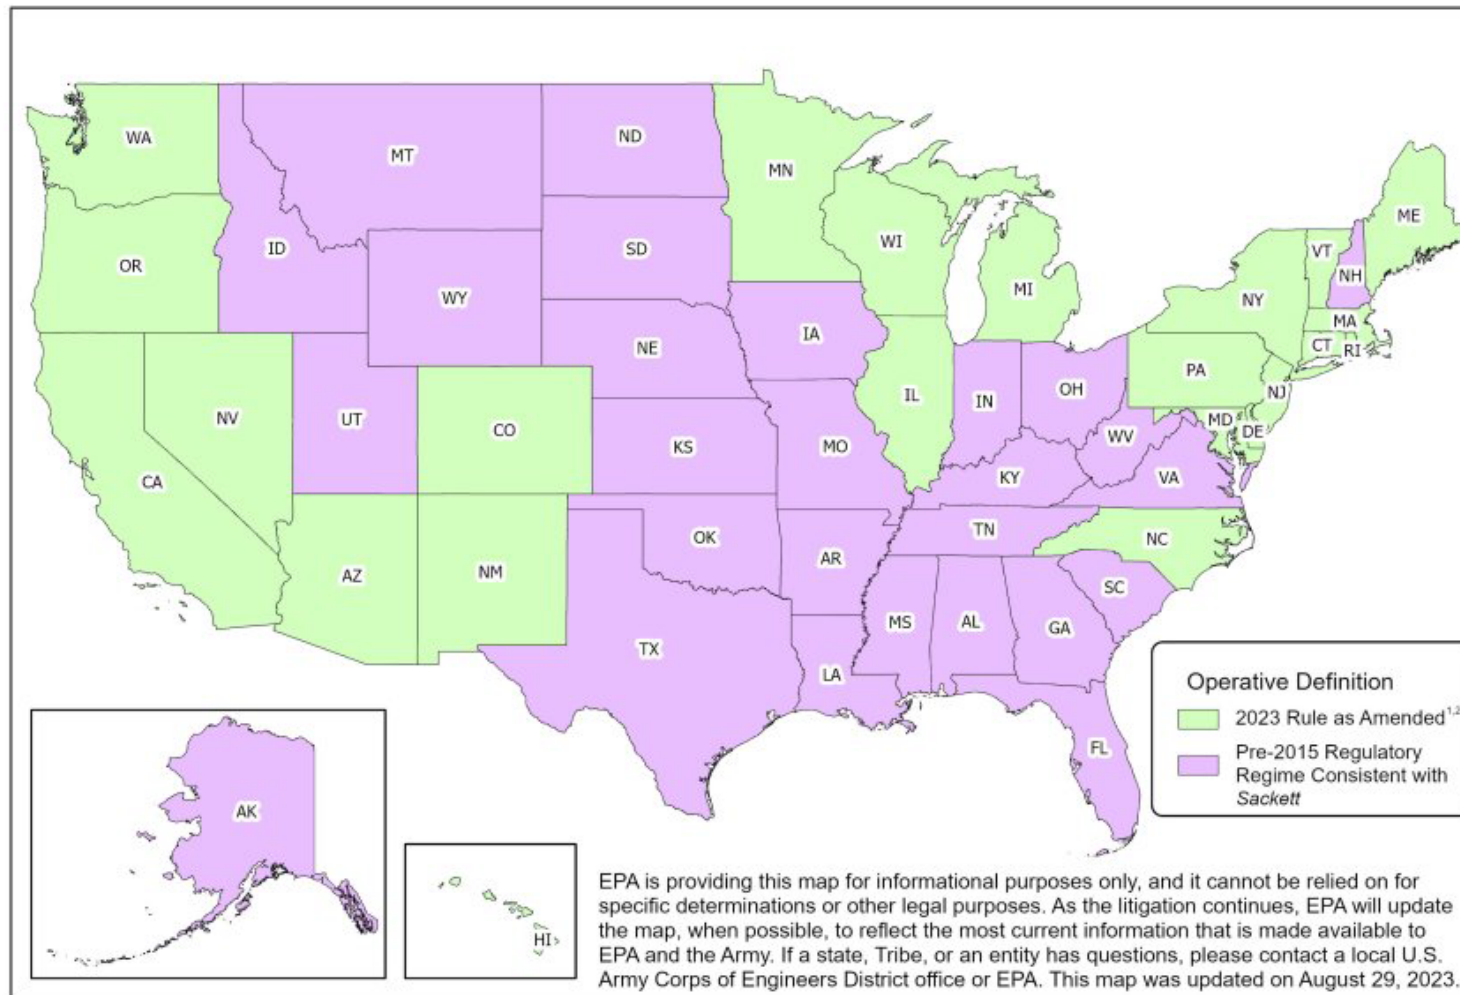 WA
MT
ND
MN
ME
OR
ID
SD
WI
VT
NH
WY
MI
NY
MA
IA
CT
RI
NE
PA
NV
UT
CO
IL
IN
OH
NJ
MD
DE
KS
MO
WV
CA
KY
VA
OK
TN
NC
AZ
NM
AR
SC
MS
AL
GA
TX
LA
FL
AK
HI
Operative Definition
2023 Rule as Amended1,2
Pre-2015 Regulatory
Regime Consistent with
Sackett
EPA is providing this map for informational purposes only, and it cannot be relied on for
specific determinations or other legal purposes. As the litigation continues, EPA will update
the map, when possible, to reflect the most current information that is made available to
EPA and the Army. If a state, Tribe, or an entity has questions, please contact a local U.S.
Army Corps of Engineers District office or EPA. This map was updated on August 29, 2023.